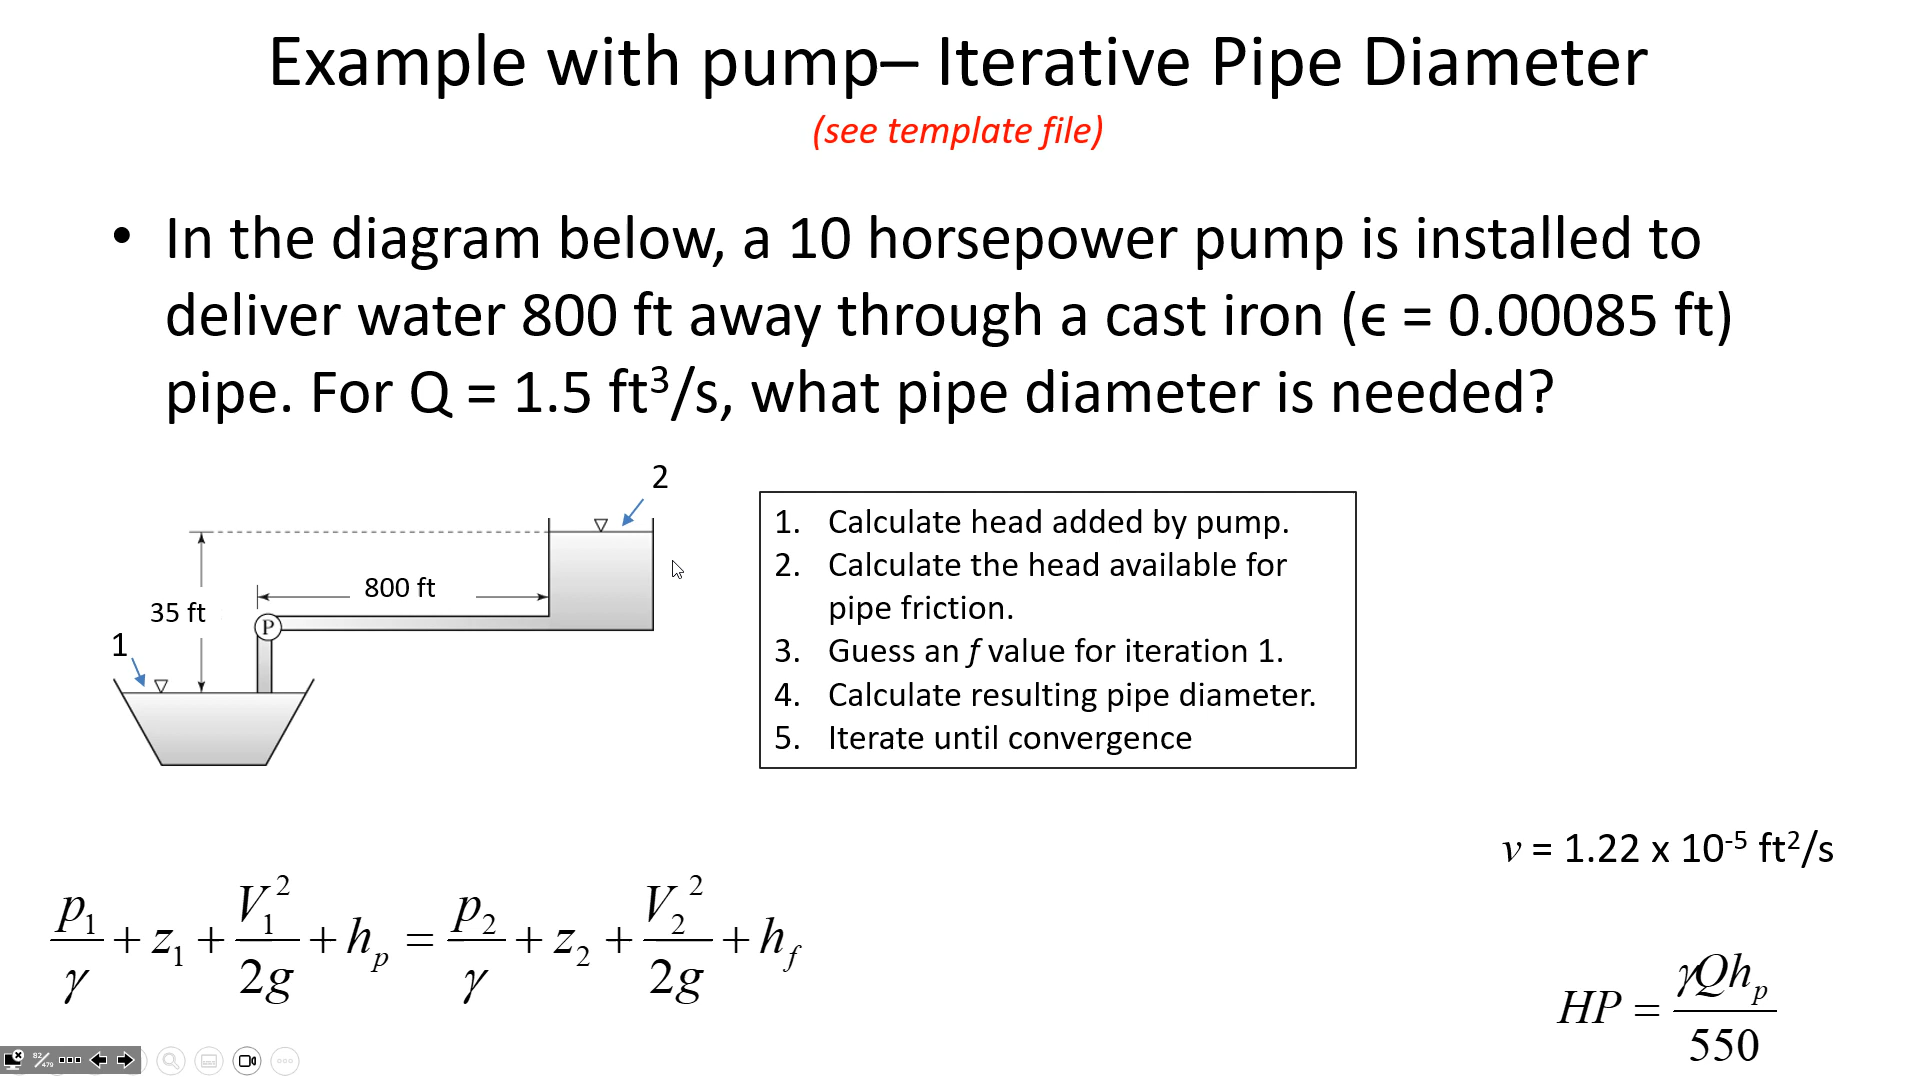 Example with pump– Iterative Pipe Diameter
(see template file)
• In the diagram below, a 10 horsepower pump is installed to
deliver water 800 ft away through a cast iron (ϵ = 0.00085 ft)
pipe. For Q = 1.5 ft³/s, what pipe diameter is needed?
2
800 ft
35 ft
P
1
1. Calculate head added by pump.
2. Calculate the head available for
pipe friction.
3. Guess an f value for iteration 1.
4. Calculate resulting pipe diameter.
5. Iterate until convergence
ν = 1.22 x 10⁻⁵ ft²/s
p₁/γ + z₁ + V₁²/2g + hₚ = p₂/γ + z₂ + V₂²/2g + h_f
HP = γQhₚ/550
82/479